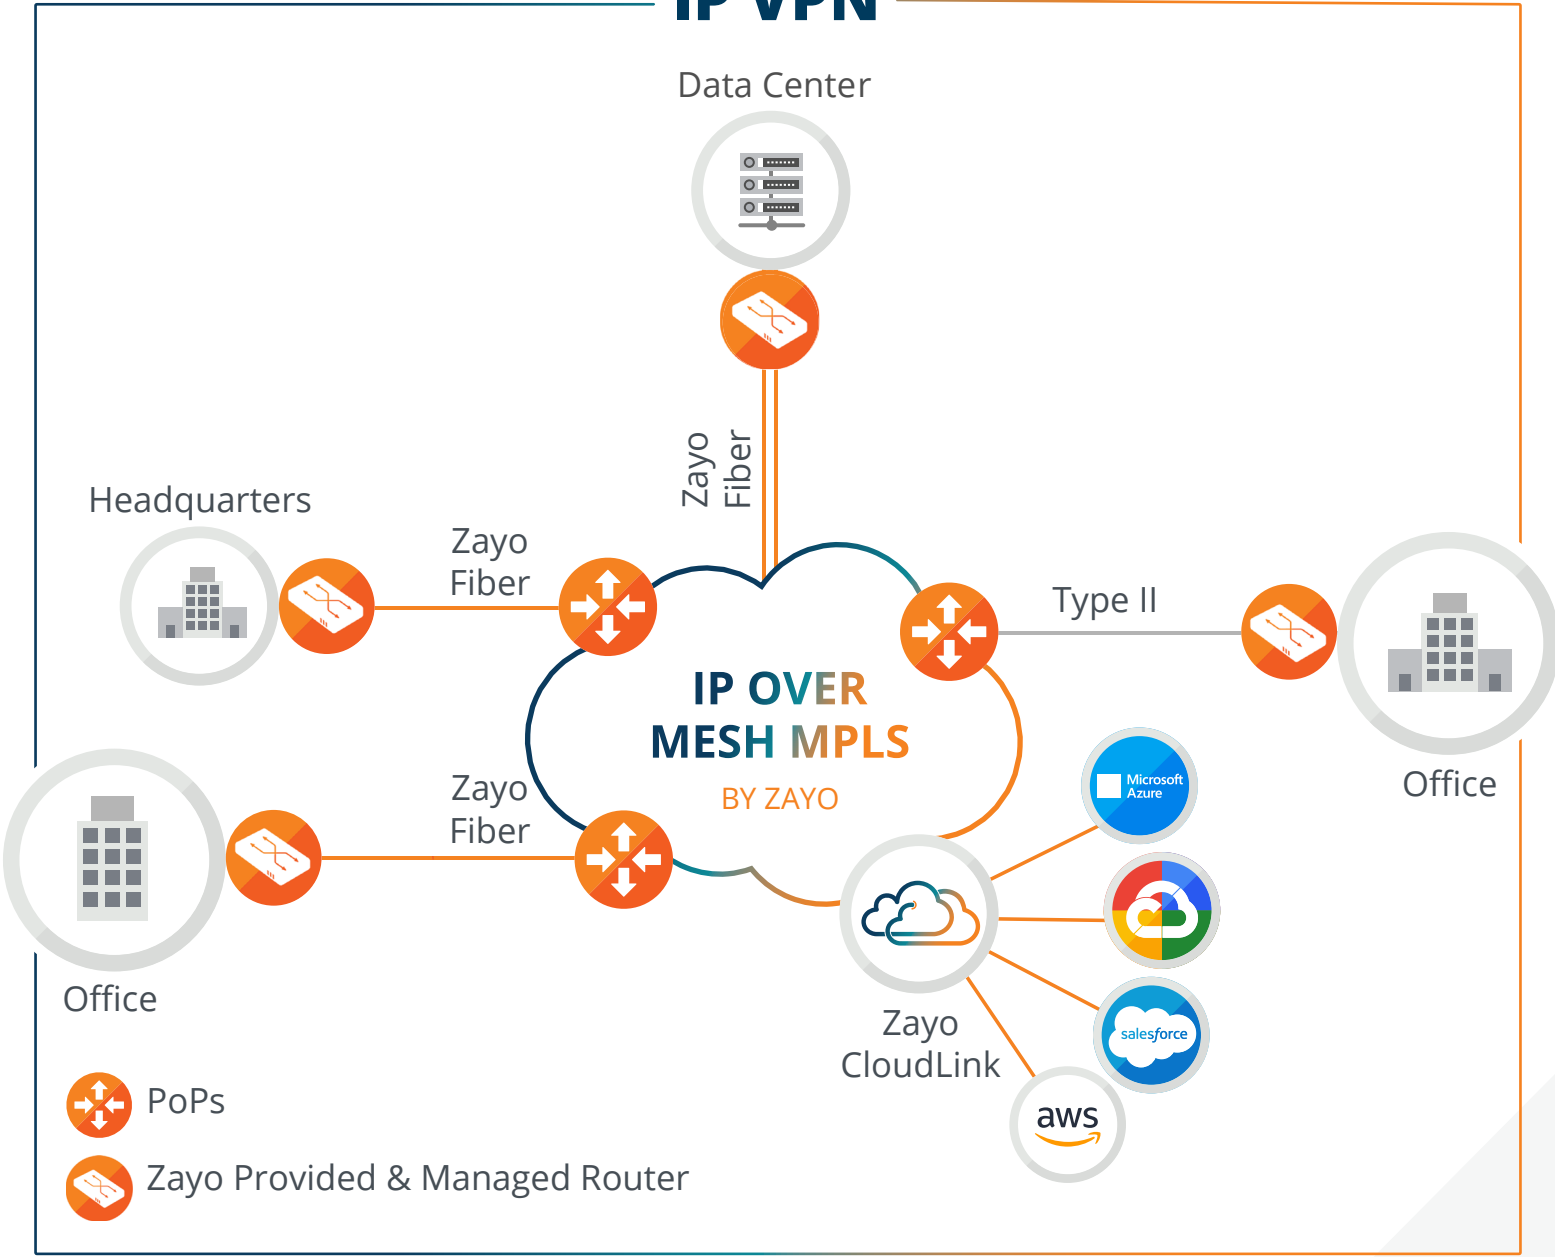 IP VPN
Data Center
Zayo
Fiber
Headquarters
Zayo
Fiber
Type II
Office
IP OVER
MESH MPLS
BY ZAYO
Zayo
Fiber
Office
Microsoft
Azure
salesforce
aws
Zayo
CloudLink
PoPs
Zayo Provided & Managed Router